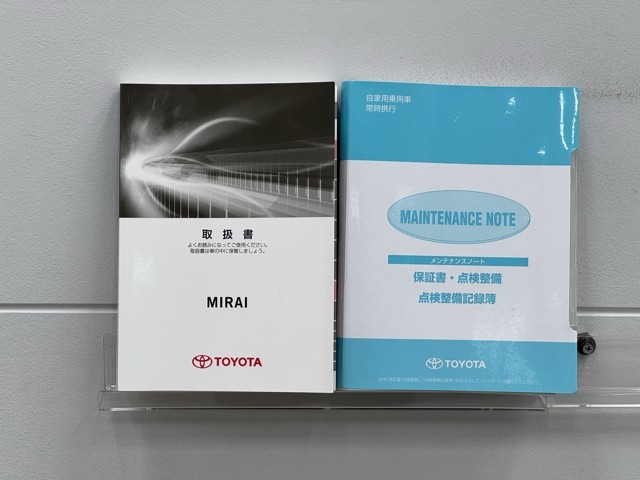 取扱書
よくお読みになってご使用ください。
取扱書は車の中に保管しましょう。
MIRAI
TOYOTA
自家用乗用車
常時携行
MAINTENANCE NOTE
メンテナンスノート
保証書・点検整備
点検整備記録簿
TOYOTA